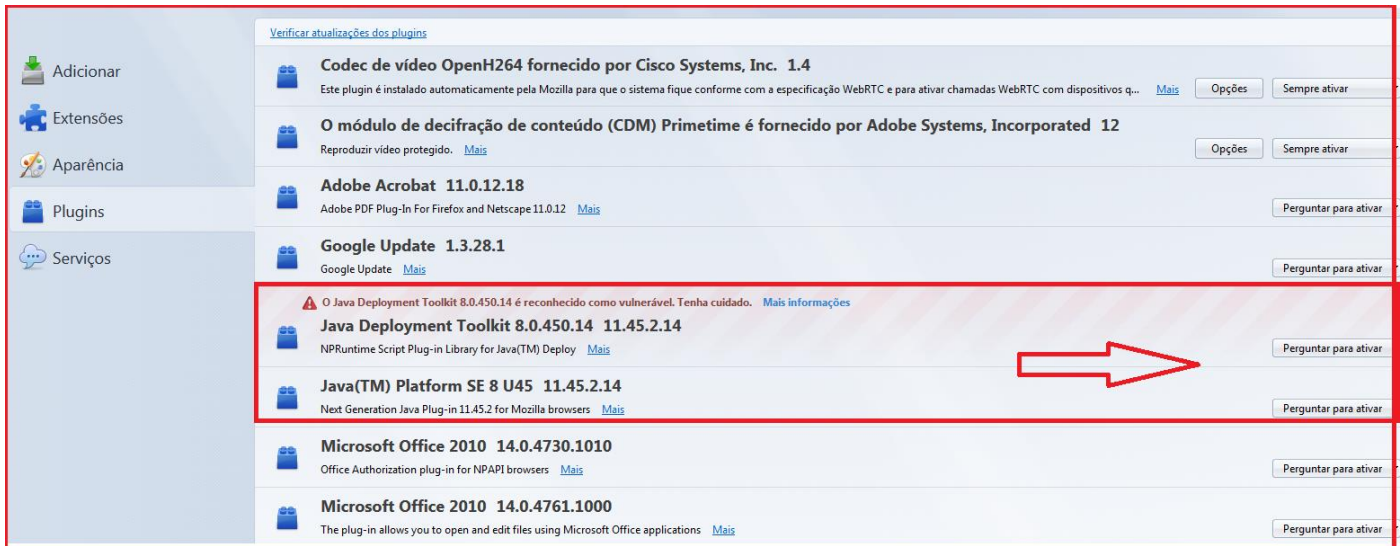 Verificar atualizações dos plugins
Adicionar
Extensões
Aparência
Plugins
Serviços
Codec de vídeo OpenH264 fornecido por Cisco Systems, Inc. 1.4
Este plugin é instalado automaticamente pela Mozilla para que o sistema fique conforme com a especificação WebRTC e para ativar chamadas WebRTC com dispositivos q... Mais Opções Sempre ativar
O módulo de decifração de conteúdo (CDM) Primetime é fornecido por Adobe Systems, Incorporated 12
Reproduzir vídeo protegido. Mais Opções Sempre ativar
Adobe Acrobat 11.0.12.18
Adobe PDF Plug-In For Firefox and Netscape 11.0.12 Mais Perguntar para ativar
Google Update 1.3.28.1
Google Update Mais Perguntar para ativar
O Java Deployment Toolkit 8.0.450.14 é reconhecido como vulnerável. Tenha cuidado. Mais informações
Java Deployment Toolkit 8.0.450.14 11.45.2.14
NPRuntime Script Plug-in Library for Java(TM) Deploy Mais Perguntar para ativar
Java(TM) Platform SE 8 U45 11.45.2.14
Next Generation Java Plug-in 11.45.2 for Mozilla browsers Mais Perguntar para ativar
Microsoft Office 2010 14.0.4730.1010
Office Authorization plug-in for NPAPI browsers Mais Perguntar para ativar
Microsoft Office 2010 14.0.4761.1000
The plug-in allows you to open and edit files using Microsoft Office applications Mais Perguntar para ativar